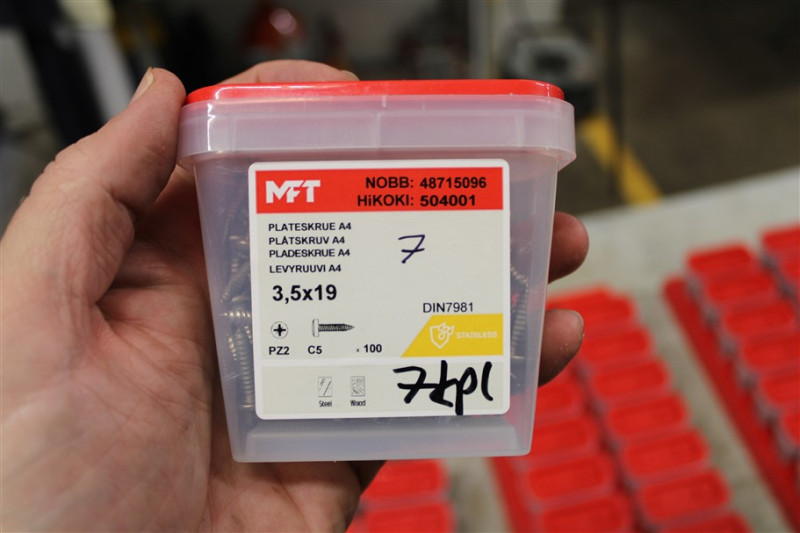 MFT
NOBB: 48715096
HiKOKI: 504001
PLATESKRUE A4
PLÅTSKRUV A4
PLADESKRUE A4
LEVYRUUVI A4
7
3,5x19
DIN7981
STAINLESS
PZ2 C5 x 100
Steel Wood
7kpl